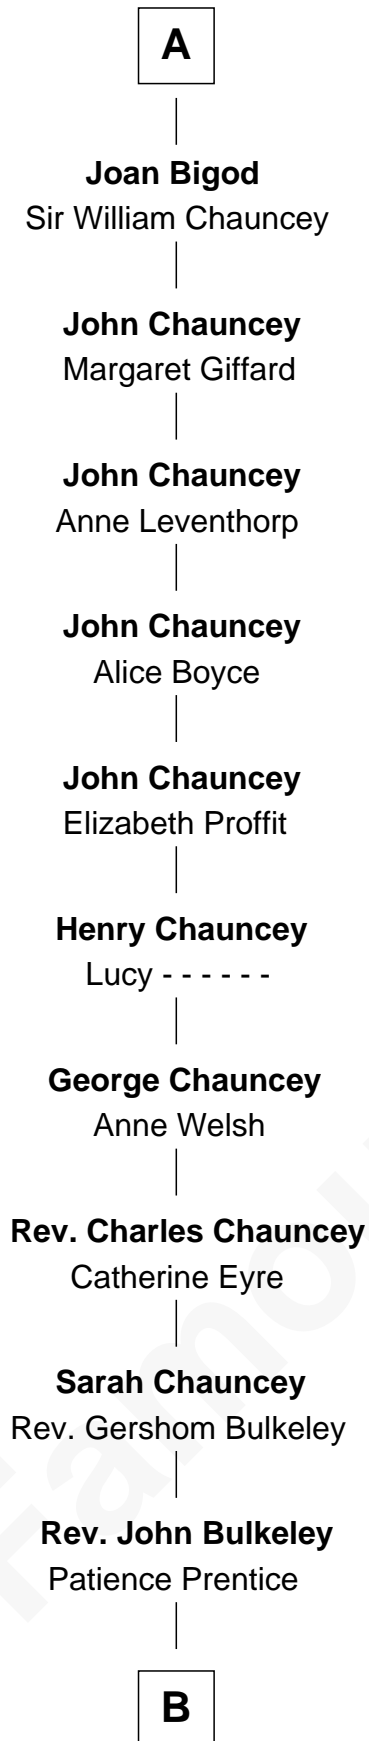 A
Joan Bigod
Sir William Chauncey
John Chauncey
Margaret Giffard
John Chauncey
Anne Leventhorp
John Chauncey
Alice Boyce
John Chauncey
Elizabeth Proffit
Henry Chauncey
Lucy - - - - - -
George Chauncey
Anne Welsh
Rev. Charles Chauncey
Catherine Eyre
Sarah Chauncey
Rev. Gershom Bulkeley
Rev. John Bulkeley
Patience Prentice
B
Famou